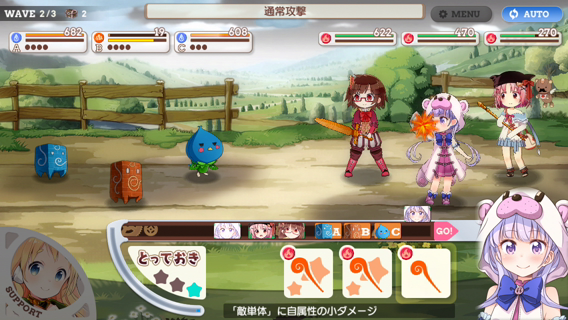 WAVE 2/3 2
通常攻撃
MENU
AUTO
682
A
19
B
608
C
622
470
270
A B C GO!
とっておき
SUPPORT
「敵単体」に自属性の小ダメージ